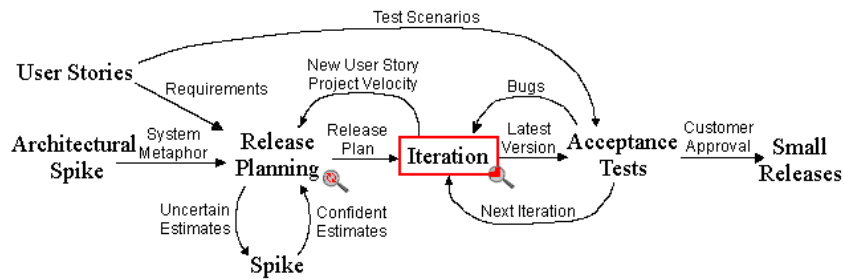 Test Scenarios
User Stories
New User Story
Project Velocity
Bugs
Requirements
Architectural
Spike
System
Metaphor
Release
Planning
Release
Plan
Iteration
Latest
Version
Acceptance
Tests
Customer
Approval
Small
Releases
Uncertain
Estimates
Confident
Estimates
Next Iteration
Spike